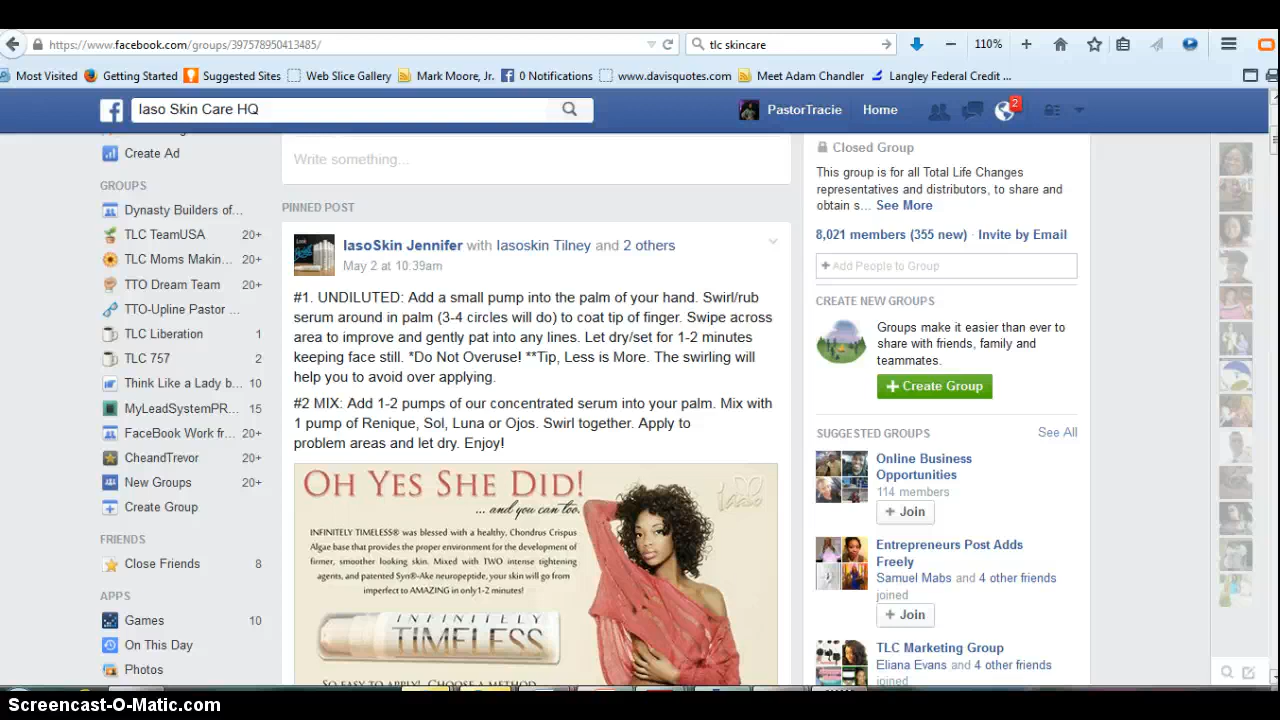 https://www.facebook.com/groups/397578950413485/
tlc skincare
110%
Most Visited
Getting Started
Suggested Sites
Web Slice Gallery
Mark Moore, Jr.
0 Notifications
www.davisquotes.com
Meet Adam Chandler
Langley Federal Credit ...
Iaso Skin Care HQ
PastorTracie
Home
2
Create Ad
GROUPS
Dynasty Builders of...
TLC TeamUSA 20+
TLC Moms Makin... 20+
TTO Dream Team 20+
TTO-Upline Pastor ...
TLC Liberation 1
TLC 757 2
Think Like a Lady b... 10
MyLeadSystemPR... 15
FaceBook Work fr... 20+
CheandTrevor 20+
New Groups 20+
Create Group
FRIENDS
Close Friends 8
APPS
Games 10
On This Day
Photos
Write something...
PINNED POST
IasoSkin Jennifer with Iasoskin Tilney and 2 others
May 2 at 10:39am
#1. UNDILUTED: Add a small pump into the palm of your hand. Swirl/rub
serum around in palm (3-4 circles will do) to coat tip of finger. Swipe across
area to improve and gently pat into any lines. Let dry/set for 1-2 minutes
keeping face still. *Do Not Overuse! **Tip, Less is More. The swirling will
help you to avoid over applying.
#2 MIX: Add 1-2 pumps of our concentrated serum into your palm. Mix with
1 pump of Renique, Sol, Luna or Ojos. Swirl together. Apply to
problem areas and let dry. Enjoy!
OH YES SHE DID!
... and you can too.
iaso
INFINITELY TIMELESS® was blessed with a healthy, Chondrus Crispus
Algae base that provides the proper environment for the development of
firmer, smoother looking skin. Mixed with TWO intense tightening
agents, and patented Syn®-Ake neuropeptide, your skin will go from
imperfect to AMAZING in only 1-2 minutes!
INFINITELY
TIMELESS
SO EASY TO APPLY! CHOOSE A METHOD
Closed Group
This group is for all Total Life Changes
representatives and distributors, to share and
obtain s... See More
8,021 members (355 new) · Invite by Email
+ Add People to Group
CREATE NEW GROUPS
Groups make it easier than ever to
share with friends, family and
teammates.
+ Create Group
SUGGESTED GROUPS See All
Online Business
Opportunities
114 members
+ Join
Entrepreneurs Post Adds
Freely
Samuel Mabs and 4 other friends
joined
+ Join
TLC Marketing Group
Eliana Evans and 4 other friends
joined
Screencast-O-Matic.com